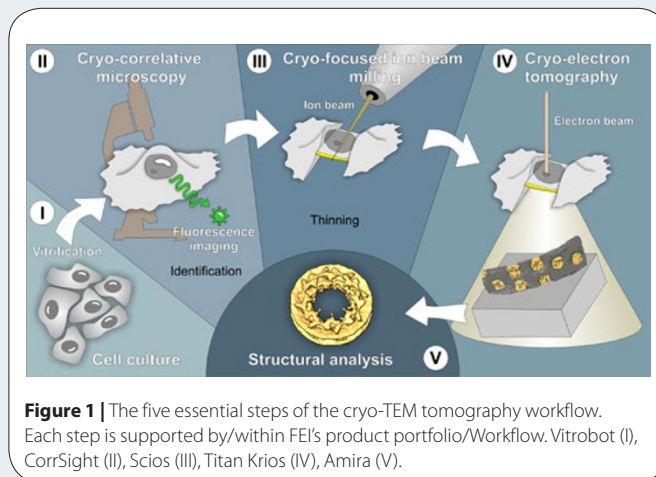 II
Cryo-correlative
microscopy
III
Cryo-focused ion beam
milling
IV
Cryo-electron
tomography
Ion beam
Electron beam
I
Vitrification
Fluorescence
imaging
Identification
Thinning
Cell culture
Structural analysis
V
Figure 1 | The five essential steps of the cryo-TEM tomography workflow.
Each step is supported by/within FEI's product portfolio/Workflow. Vitrobot (I),
CorrSight (II), Scios (III), Titan Krios (IV), Amira (V).